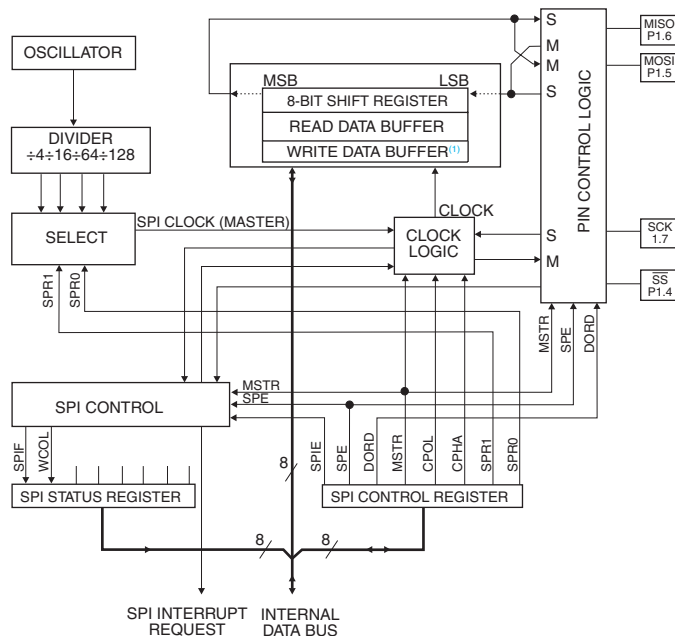 OSCILLATOR
DIVIDER
÷4÷16÷64÷128
SELECT
SPI CLOCK (MASTER)
SPR1
SPR0
MSB
LSB
8-BIT SHIFT REGISTER
READ DATA BUFFER
WRITE DATA BUFFER(1)
CLOCK
CLOCK
LOGIC
S
M
M
S
S
M
PIN CONTROL LOGIC
MISO
P1.6
MOSI
P1.5
SCK
1.7
SS
P1.4
MSTR
SPE
DORD
SPI CONTROL
MSTR
SPE
SPIF
WCOL
SPI STATUS REGISTER
8
SPIE
SPE
DORD
MSTR
CPOL
CPHA
SPR1
SPR0
SPI CONTROL REGISTER
8
8
SPI INTERRUPT
REQUEST
INTERNAL
DATA BUS